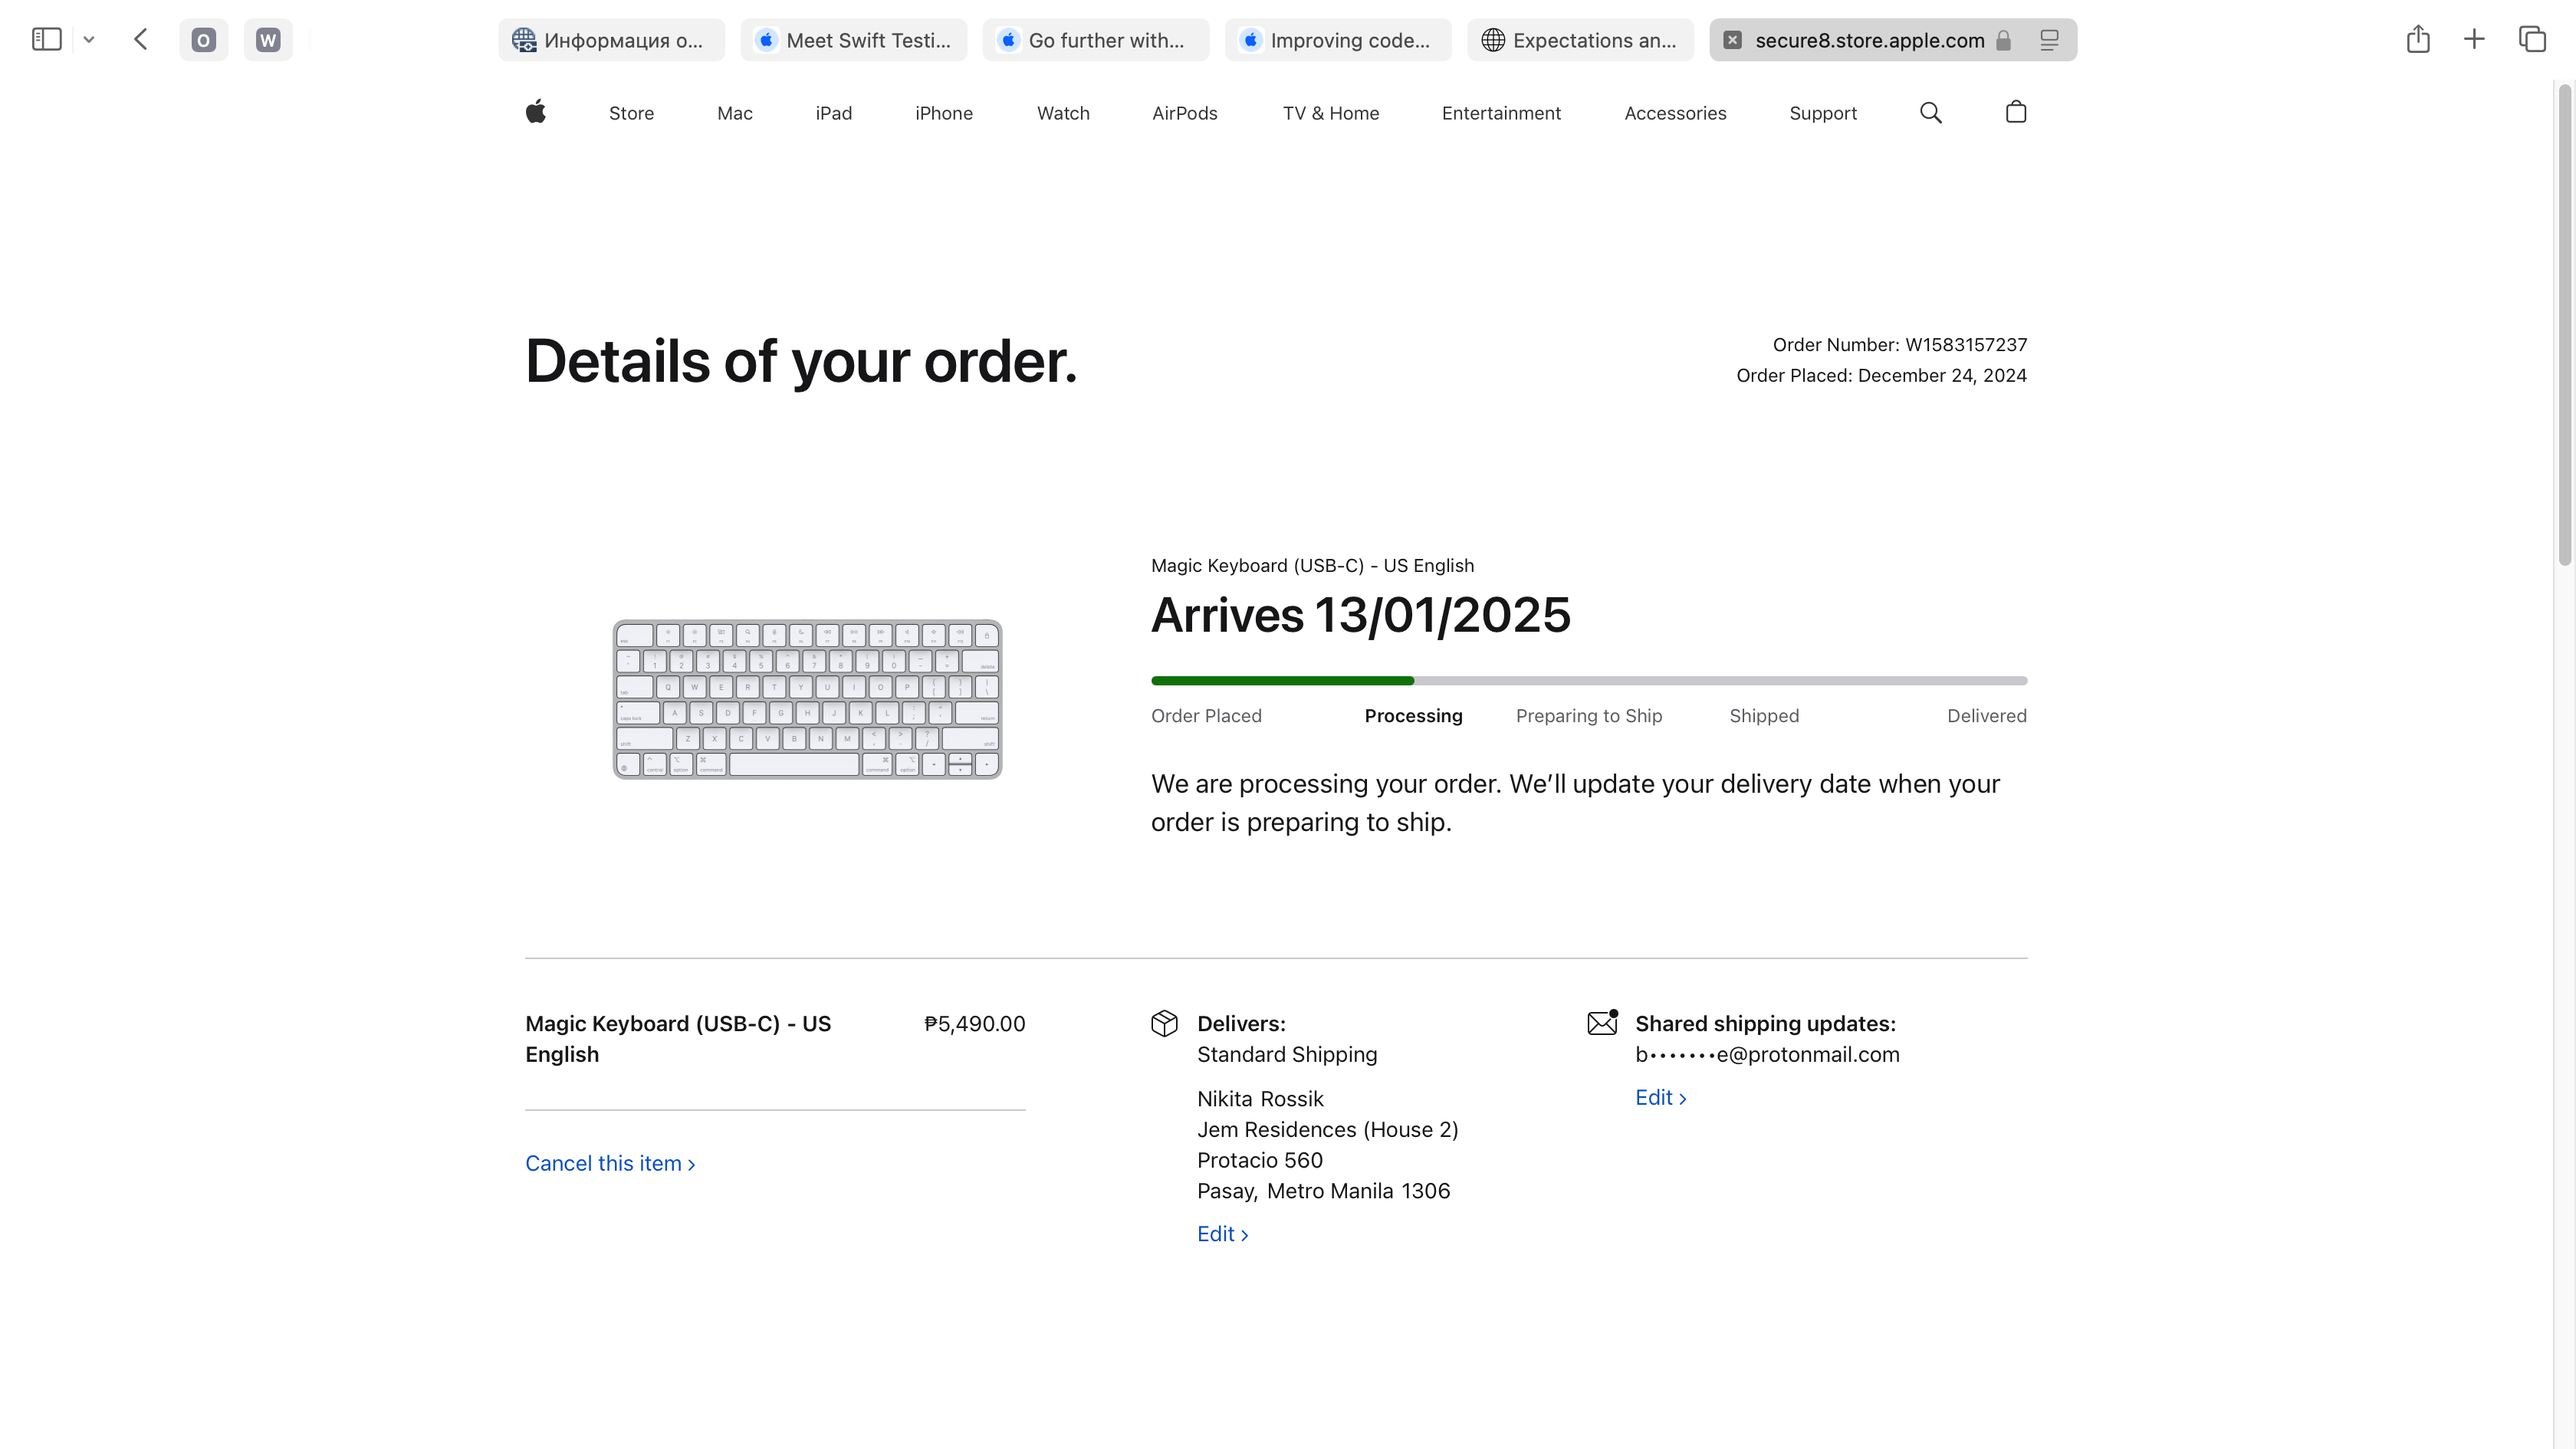 O
W
Информация о...
Meet Swift Testi...
Go further with...
Improving code...
Expectations an...
secure8.store.apple.com
Store
Mac
iPad
iPhone
Watch
AirPods
TV & Home
Entertainment
Accessories
Support
Details of your order.
Order Number: W1583157237
Order Placed: December 24, 2024
Magic Keyboard (USB-C) - US English
Arrives 13/01/2025
Order Placed
Processing
Preparing to Ship
Shipped
Delivered
We are processing your order. We’ll update your delivery date when your
order is preparing to ship.
Magic Keyboard (USB-C) - US
English
₱5,490.00
Cancel this item ›
Delivers:
Standard Shipping
Nikita Rossik
Jem Residences (House 2)
Protacio 560
Pasay, Metro Manila 1306
Edit ›
Shared shipping updates:
b•••••••e@protonmail.com
Edit ›